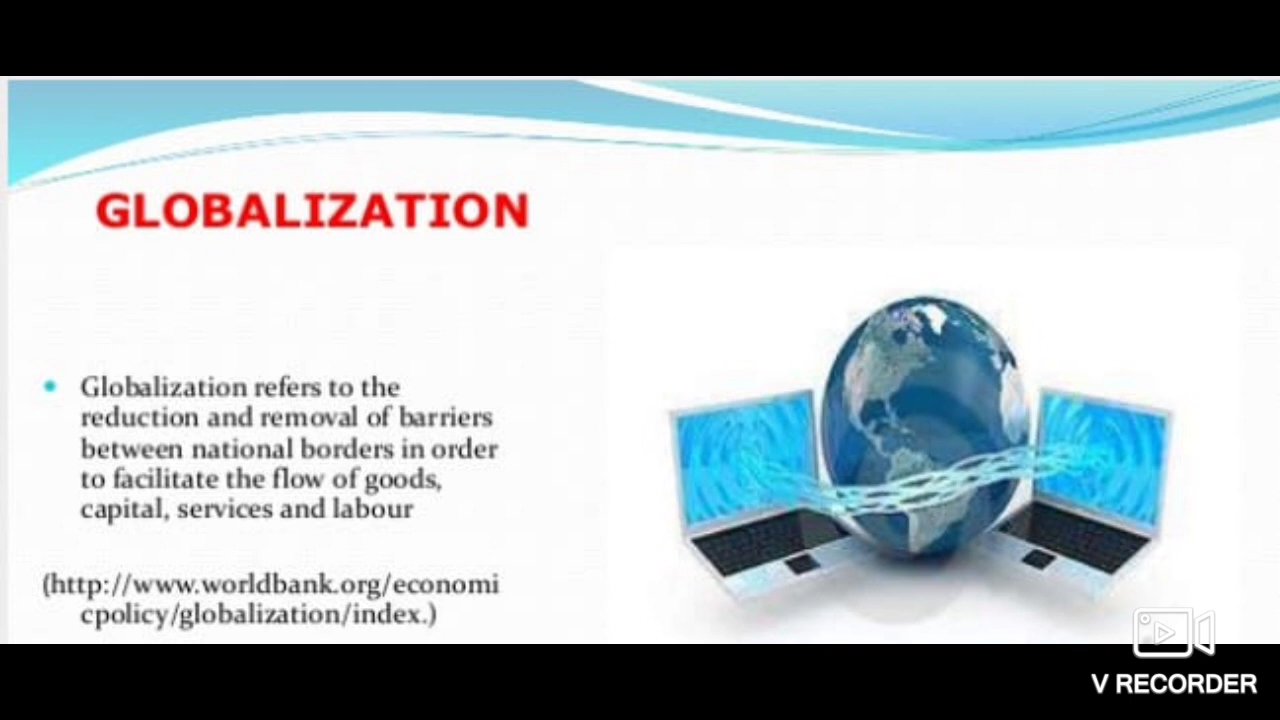 GLOBALIZATION
Globalization refers to the
reduction and removal of barriers
between national borders in order
to facilitate the flow of goods,
capital, services and labour
(http://www.worldbank.org/economi
cpolicy/globalization/index.)
V RECORDER